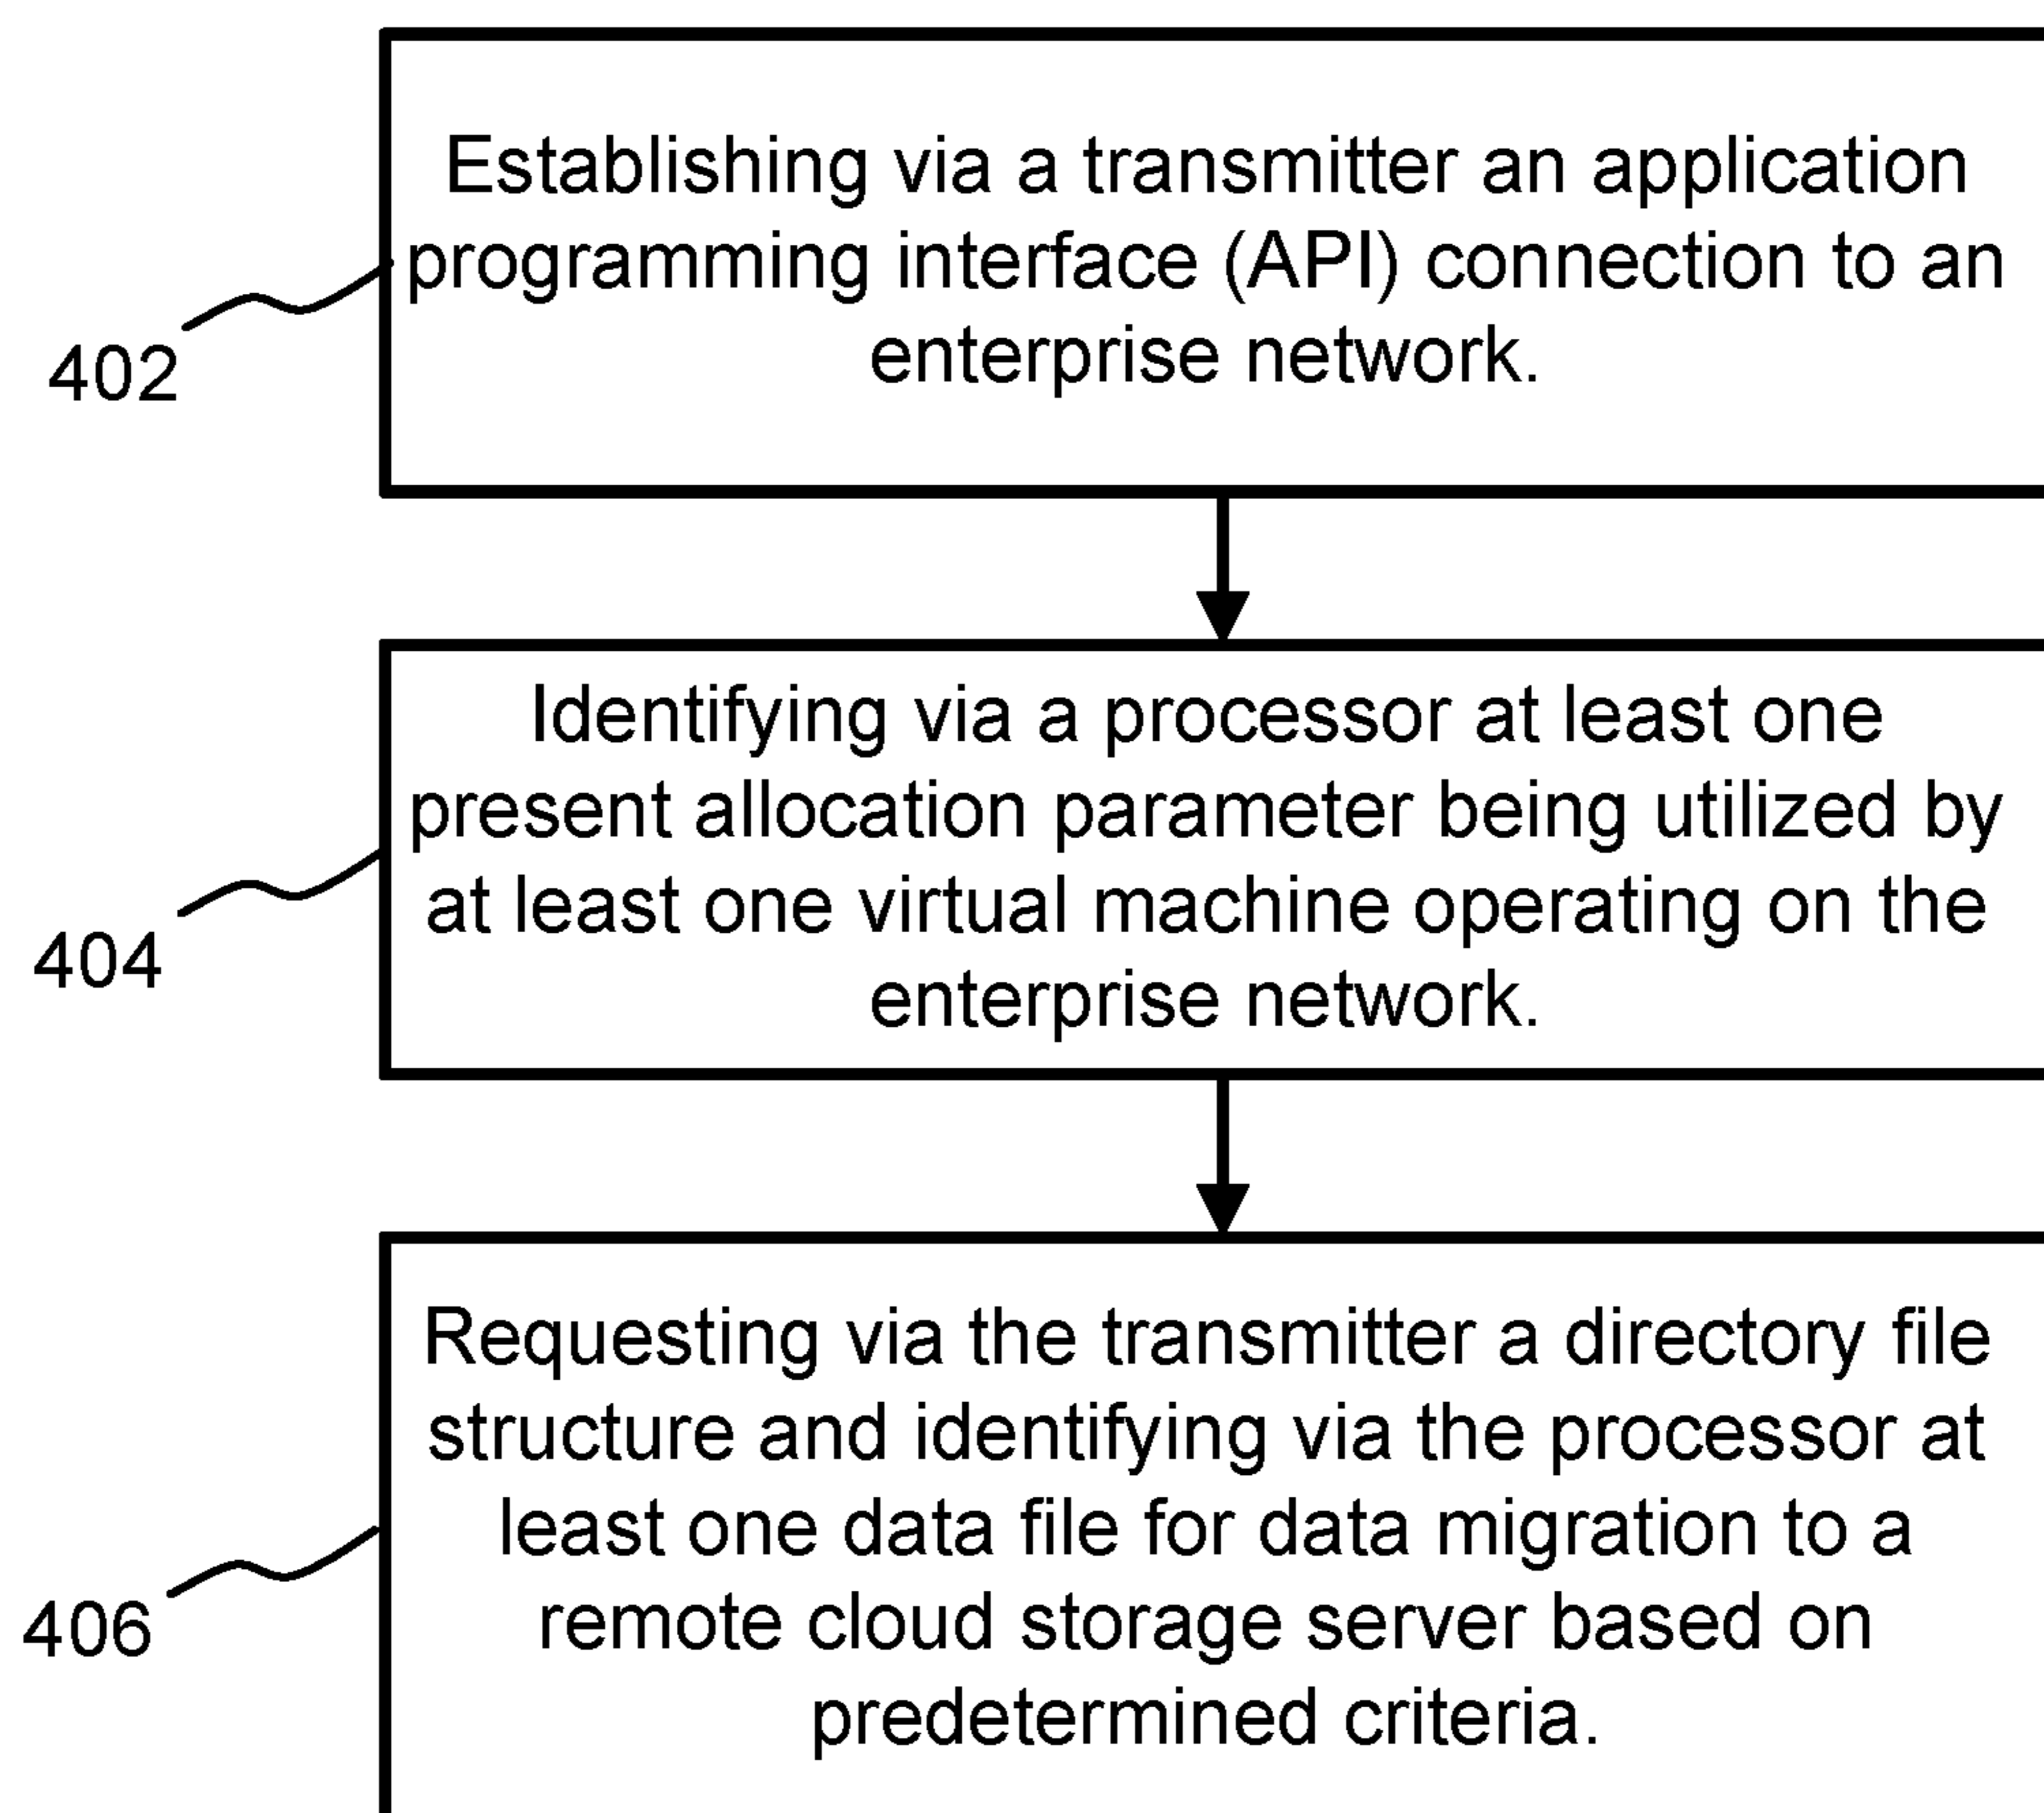 Establishing via a transmitter an application
programming interface (API) connection to an
enterprise network.
402
Identifying via a processor at least one
present allocation parameter being utilized by
at least one virtual machine operating on the
enterprise network.
404
Requesting via the transmitter a directory file
structure and identifying via the processor at
least one data file for data migration to a
remote cloud storage server based on
predetermined criteria.
406